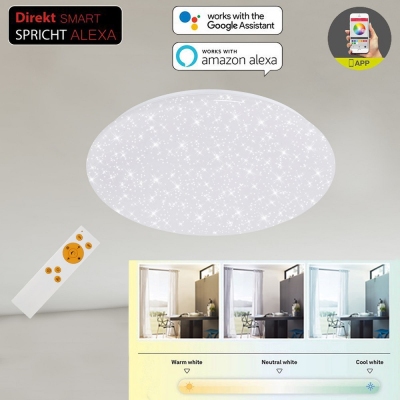 Direkt SMART
SPRICHT ALEXA
works with the
Google Assistant
WORKS WITH
amazon alexa
APP
Warm white
Neutral white
Cool white